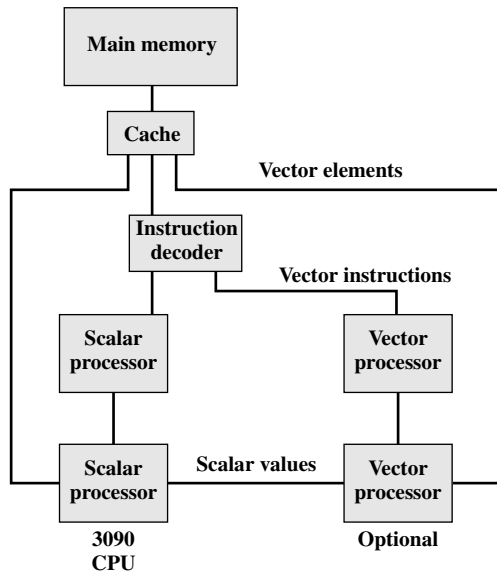 Main memory
Cache
Vector elements
Instruction
decoder
Vector instructions
Scalar
processor
Vector
processor
Scalar
processor
Scalar values
Vector
processor
3090
CPU
Optional